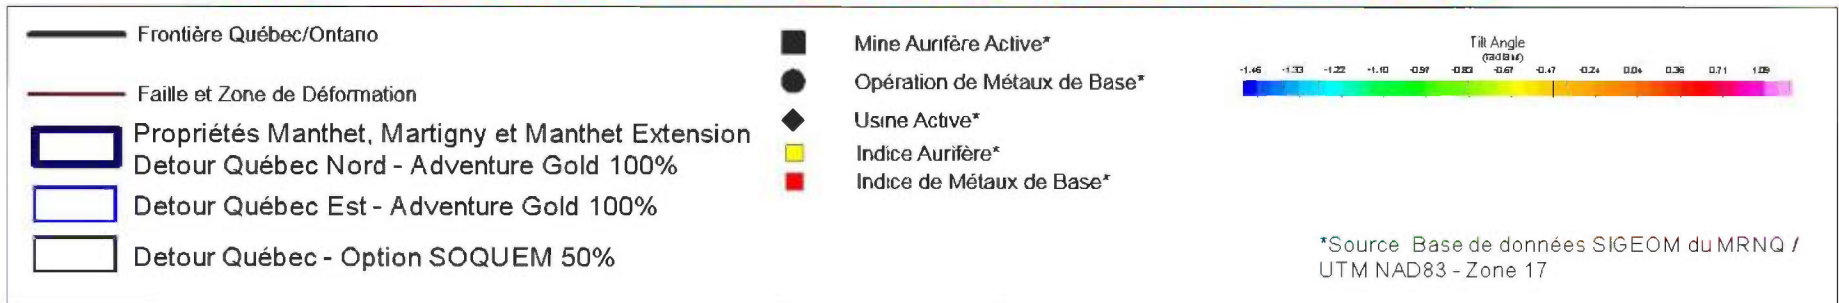 Frontière Québec/Ontario
Faille et Zone de Déformation
Propriétés Manthet, Martigny et Manthet Extension
Detour Québec Nord - Adventure Gold 100%
Detour Québec Est - Adventure Gold 100%
Detour Québec - Option SOQUEM 50%
Mine Aurifère Active*
Opération de Métaux de Base*
Usine Active*
Indice Aurifère*
Indice de Métaux de Base*
Tilt Angle
-1.46 -1.33 -1.22 -1.10 -0.97 -0.83 -0.67 -0.47 -0.24 0.04 0.36 0.71 1.09
*Source Base de données SIGEOM du MRNQ /
UTM NAD83 - Zone 17